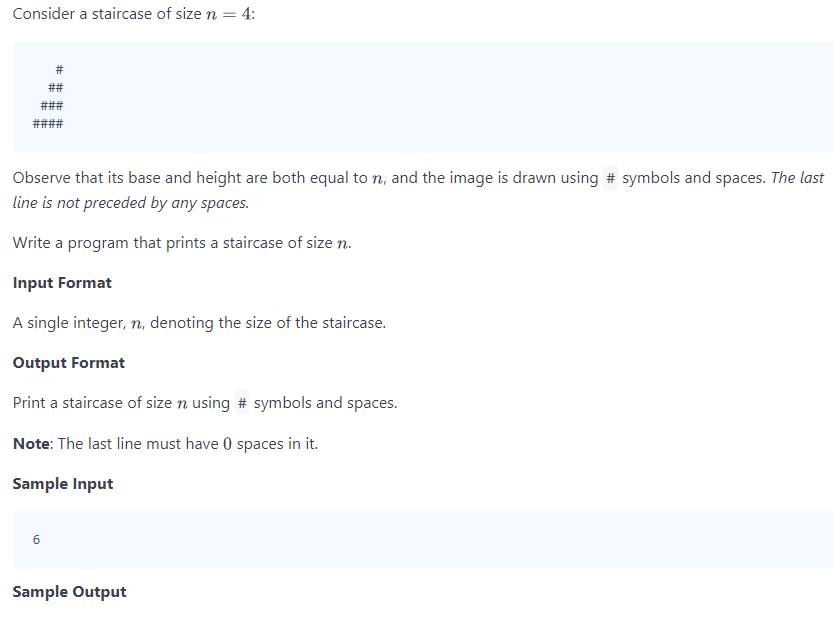 Consider a staircase of size n = 4:
#
##
###
####
Observe that its base and height are both equal to n, and the image is drawn using # symbols and spaces. The last
line is not preceded by any spaces.
Write a program that prints a staircase of size n.
Input Format
A single integer, n, denoting the size of the staircase.
Output Format
Print a staircase of size n using # symbols and spaces.
Note: The last line must have 0 spaces in it.
Sample Input
6
Sample Output